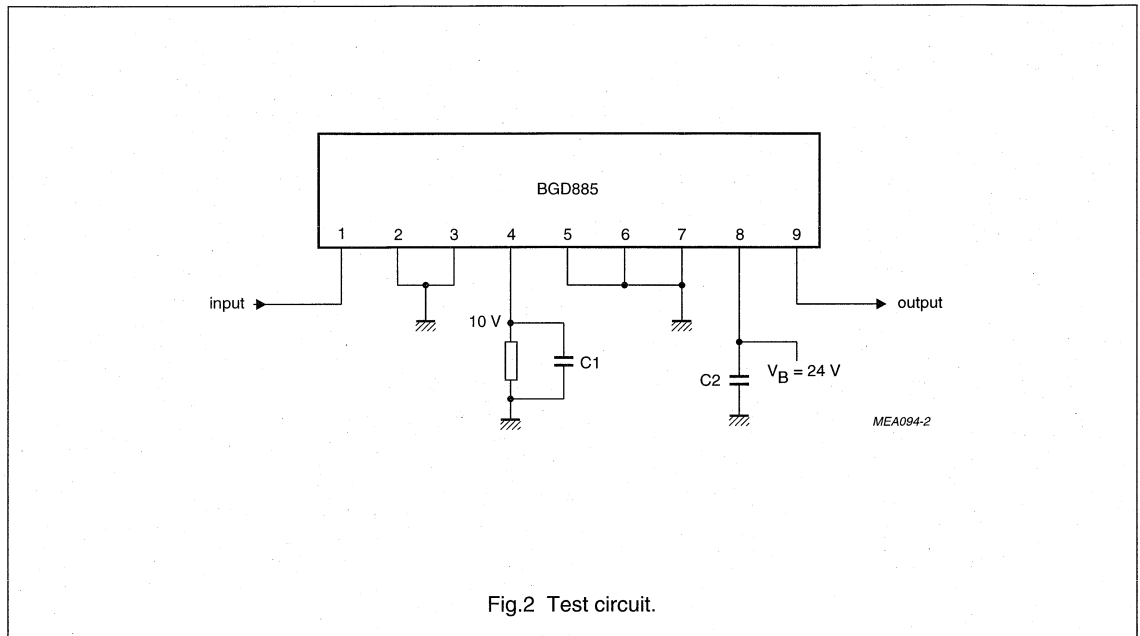 BGD885
1 2 3 4 5 6 7 8 9
input
output
10 V
C1
C2
V_B = 24 V
MEA094-2
Fig.2 Test circuit.